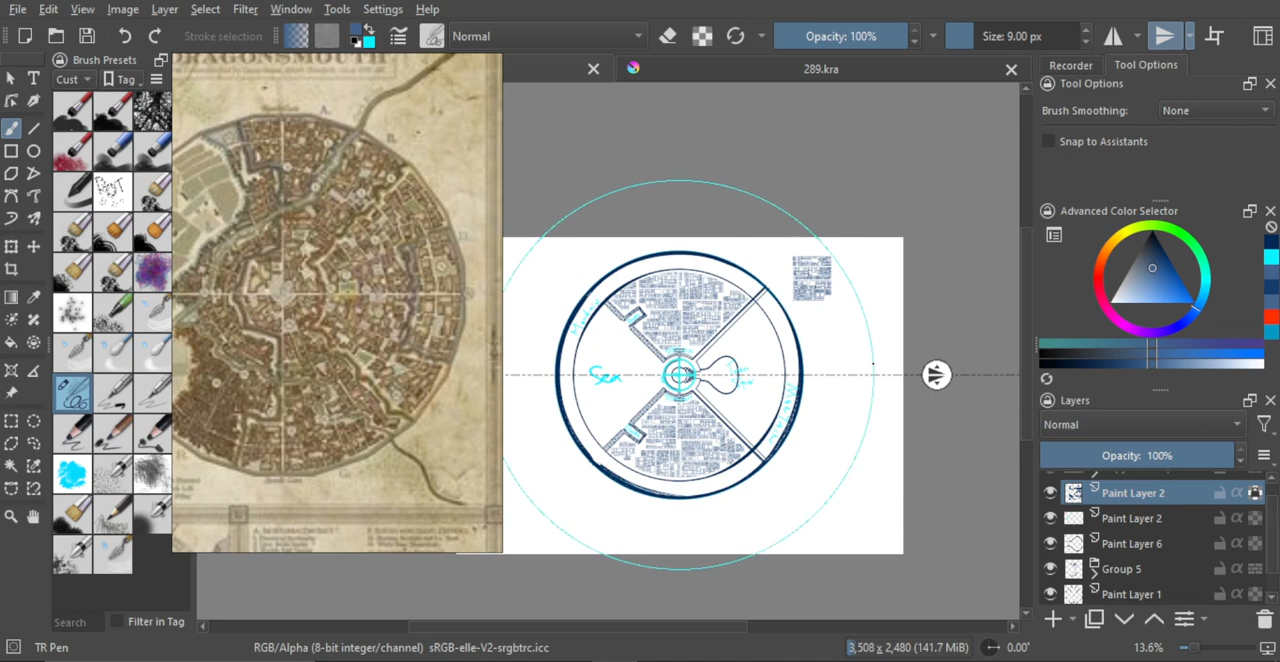 File Edit View Image Layer Select Filter Window Tools Settings Help
Stroke selection Normal Opacity: 100% Size: 9.00 px
Brush Presets
Cust Tag
DRAGONSMOUTH
A.
B.
289.kra
Recorder Tool Options
Tool Options
Brush Smoothing: None
Snap to Assistants
Advanced Color Selector
Layers
Normal
Opacity: 100%
Paint Layer 2
Paint Layer 2
Paint Layer 6
Group 5
Paint Layer 1
Search Filter in Tag
TR Pen RGB/Alpha (8-bit integer/channel) sRGB-elle-V2-srgbtrc.icc 3,508 x 2,480 (141.7 MiB) 0.00° 13.6%